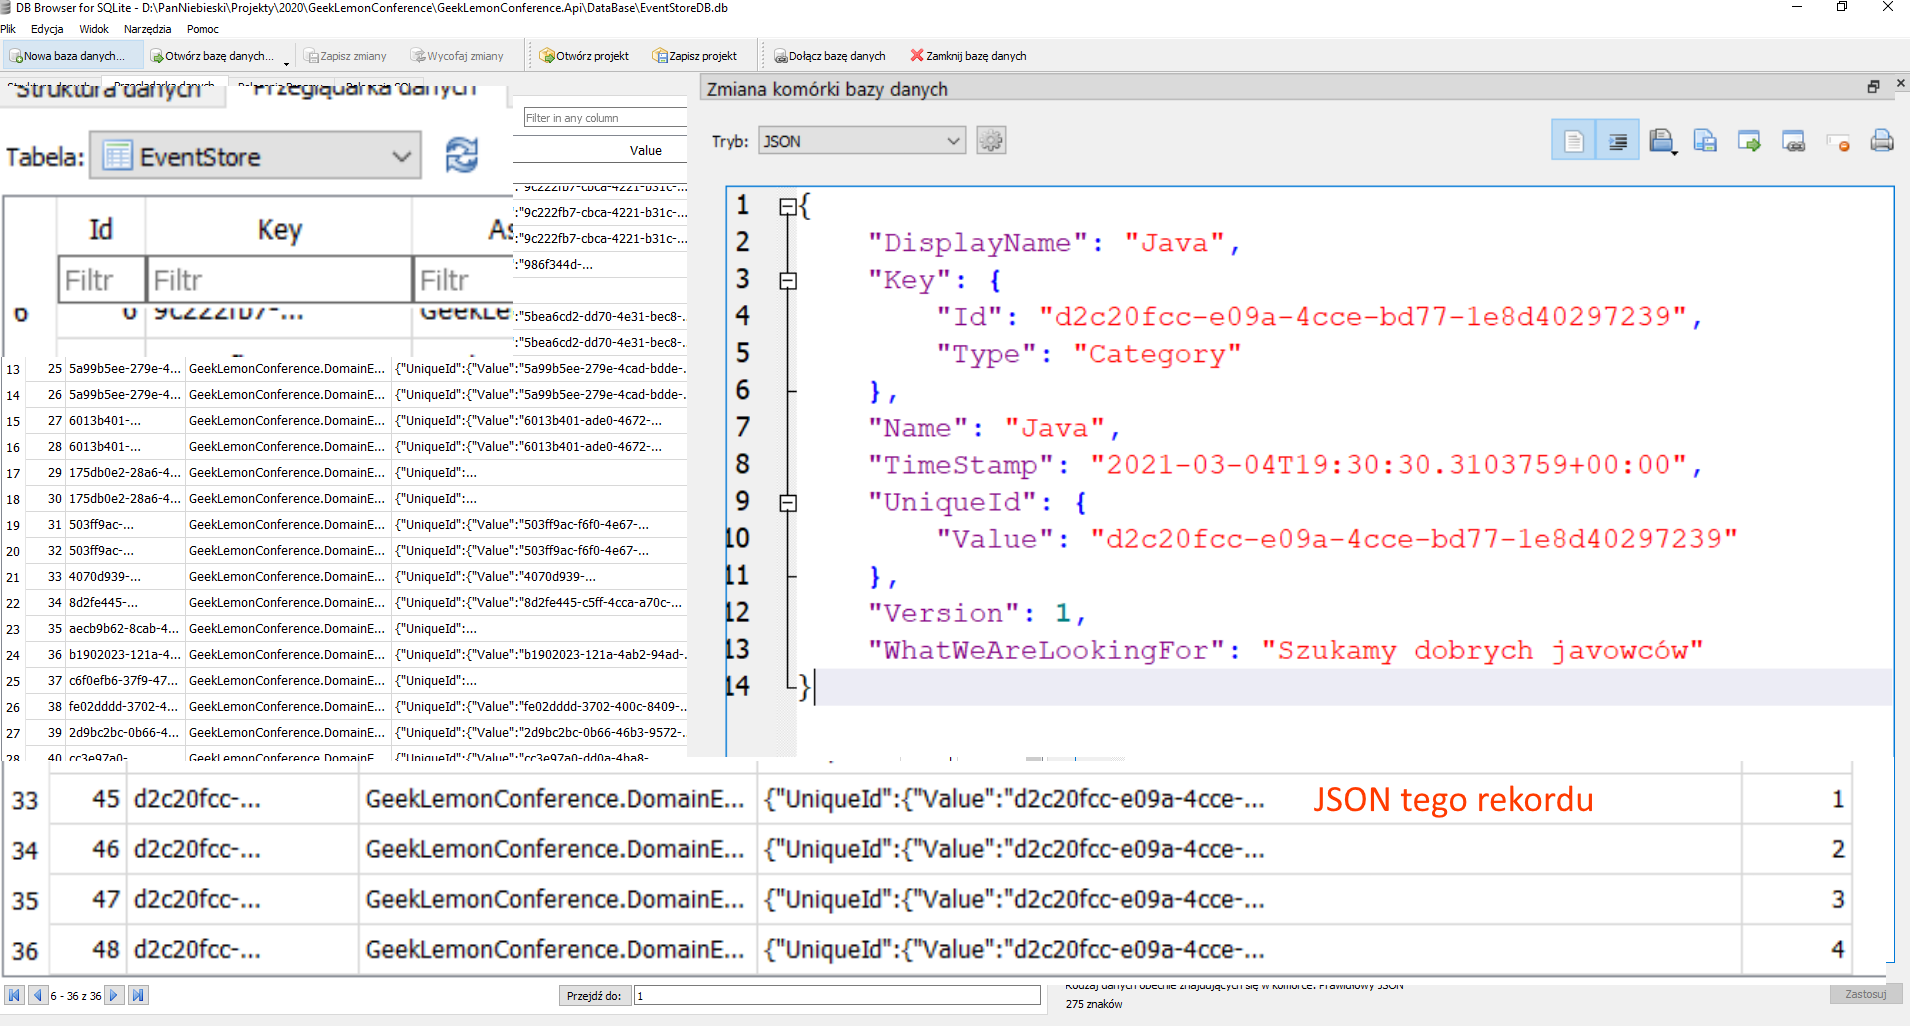 DB Browser for SQLite - D:\PanNiebieski\Projekty\2020\GeekLemonConference\GeekLemonConference.Api\DataBase\EventStoreDB.db
Plik Edycja Widok Narzędzia Pomoc
Nowa baza danych... Otwórz bazę danych... Zapisz zmiany Wycofaj zmiany Otwórz projekt Zapisz projekt Dołącz bazę danych Zamknij bazę danych
Struktura danych Przeglądarka danych
Tabela: EventStore
Filter in any column
Value
Id Key As
Filtr Filtr Filtr
:"9c222fb7-cbca-4221-b31c-...
:"9c222fb7-cbca-4221-b31c-...
:"9c222fb7-cbca-4221-b31c-...
:"986f344d-...
:"5bea6cd2-dd70-4e31-bec8-..
:"5bea6cd2-dd70-4e31-bec8-..
6 6 9c222fb7-... GeekLe
13 25 5a99b5ee-279e-4... GeekLemonConference.DomainE... {"UniqueId":{"Value":"5a99b5ee-279e-4cad-bdde-.
14 26 5a99b5ee-279e-4... GeekLemonConference.DomainE... {"UniqueId":{"Value":"5a99b5ee-279e-4cad-bdde-.
15 27 6013b401-... GeekLemonConference.DomainE... {"UniqueId":{"Value":"6013b401-ade0-4672-...
16 28 6013b401-... GeekLemonConference.DomainE... {"UniqueId":{"Value":"6013b401-ade0-4672-...
17 29 175db0e2-28a6-4... GeekLemonConference.DomainE... {"UniqueId":...
18 30 175db0e2-28a6-4... GeekLemonConference.DomainE... {"UniqueId":...
19 31 503ff9ac-... GeekLemonConference.DomainE... {"UniqueId":{"Value":"503ff9ac-f6f0-4e67-...
20 32 503ff9ac-... GeekLemonConference.DomainE... {"UniqueId":{"Value":"503ff9ac-f6f0-4e67-...
21 33 4070d939-... GeekLemonConference.DomainE... {"UniqueId":{"Value":"4070d939-...
22 34 8d2fe445-... GeekLemonConference.DomainE... {"UniqueId":{"Value":"8d2fe445-c5ff-4cca-a70c-...
23 35 aecb9b62-8cab-4... GeekLemonConference.DomainE... {"UniqueId":...
24 36 b1902023-121a-4... GeekLemonConference.DomainE... {"UniqueId":{"Value":"b1902023-121a-4ab2-94ad-.
25 37 c6f0efb6-37f9-47... GeekLemonConference.DomainE... {"UniqueId":...
26 38 fe02dddd-3702-4... GeekLemonConference.DomainE... {"UniqueId":{"Value":"fe02dddd-3702-400c-8409-..
27 39 2d9bc2bc-0b66-4... GeekLemonConference.DomainE... {"UniqueId":{"Value":"2d9bc2bc-0b66-46b3-9572-.
28 40 cc3e97a0- GeekLemonConference.DomainE... {"UniqueId":{"Value":"cc3e97a0-dd0a-4ba8-
Zmiana komórki bazy danych
Tryb: JSON
1 {
2 "DisplayName": "Java",
3 "Key": {
4 "Id": "d2c20fcc-e09a-4cce-bd77-1e8d40297239",
5 "Type": "Category"
6 },
7 "Name": "Java",
8 "TimeStamp": "2021-03-04T19:30:30.3103759+00:00",
9 "UniqueId": {
10 "Value": "d2c20fcc-e09a-4cce-bd77-1e8d40297239"
11 },
12 "Version": 1,
13 "WhatWeAreLookingFor": "Szukamy dobrych javowców"
14 }
33 45 d2c20fcc-... GeekLemonConference.DomainE... {"UniqueId":{"Value":"d2c20fcc-e09a-4cce-... JSON tego rekordu 1
34 46 d2c20fcc-... GeekLemonConference.DomainE... {"UniqueId":{"Value":"d2c20fcc-e09a-4cce-... 2
35 47 d2c20fcc-... GeekLemonConference.DomainE... {"UniqueId":{"Value":"d2c20fcc-e09a-4cce-... 3
36 48 d2c20fcc-... GeekLemonConference.DomainE... {"UniqueId":{"Value":"d2c20fcc-e09a-4cce-... 4
6 - 36 z 36 Przejdź do: 1
Rodzaj danych obecnie znajdujących się w komórce: Prawidłowy JSON
275 znaków
Zastosuj